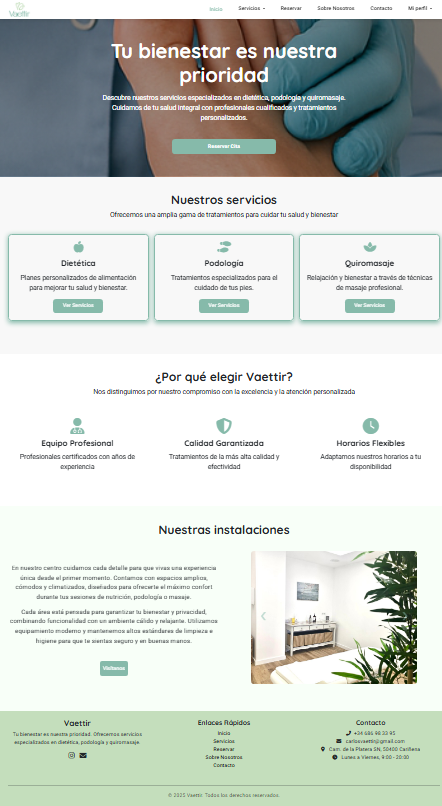 Vaettir
Inicio Servicios Reservar Sobre Nosotros Contacto Mi perfil
Tu bienestar es nuestra
prioridad
Descubre nuestros servicios especializados en dietética, podología y quiromasaje.
Cuidamos de tu salud integral con profesionales cualificados y tratamientos
personalizados.
Reservar Cita
Nuestros servicios
Ofrecemos una amplia gama de tratamientos para cuidar tu salud y bienestar
Dietética
Planes personalizados de alimentación
para mejorar tu salud y bienestar.
Ver Servicios
Podología
Tratamientos especializados para el
cuidado de tus pies.
Ver Servicios
Quiromasaje
Relajación y bienestar a través de técnicas
de masaje profesional.
Ver Servicios
¿Por qué elegir Vaettir?
Nos distinguimos por nuestro compromiso con la excelencia y la atención personalizada
Equipo Profesional
Profesionales certificados con años de
experiencia
Calidad Garantizada
Tratamientos de la más alta calidad y
efectividad
Horarios Flexibles
Adaptamos nuestros horarios a tu
disponibilidad
Nuestras instalaciones
En nuestro centro cuidamos cada detalle para que vivas una experiencia
única desde el primer momento. Contamos con espacios amplios,
cómodos y climatizados, diseñados para ofrecerte el máximo confort
durante tus sesiones de nutrición, podología o masaje.
Cada área está pensada para garantizar tu bienestar y privacidad,
combinando funcionalidad con un ambiente cálido y relajante. Utilizamos
equipamiento moderno y mantenemos altos estándares de limpieza e
higiene para que te sientas seguro y en buenas manos.
Visítanos
Vaettir
Tu bienestar es nuestra prioridad. Ofrecemos servicios
especializados en dietética, podología y quiromasaje.
Enlaces Rápidos
Inicio
Servicios
Reservar
Sobre Nosotros
Contacto
Contacto
+34 686 98 33 95
carlosvaettir@gmail.com
Cam. de la Platera SN, 50400 Cariñena
Lunes a Viernes, 9:00 - 20:00
© 2025 Vaettir. Todos los derechos reservados.